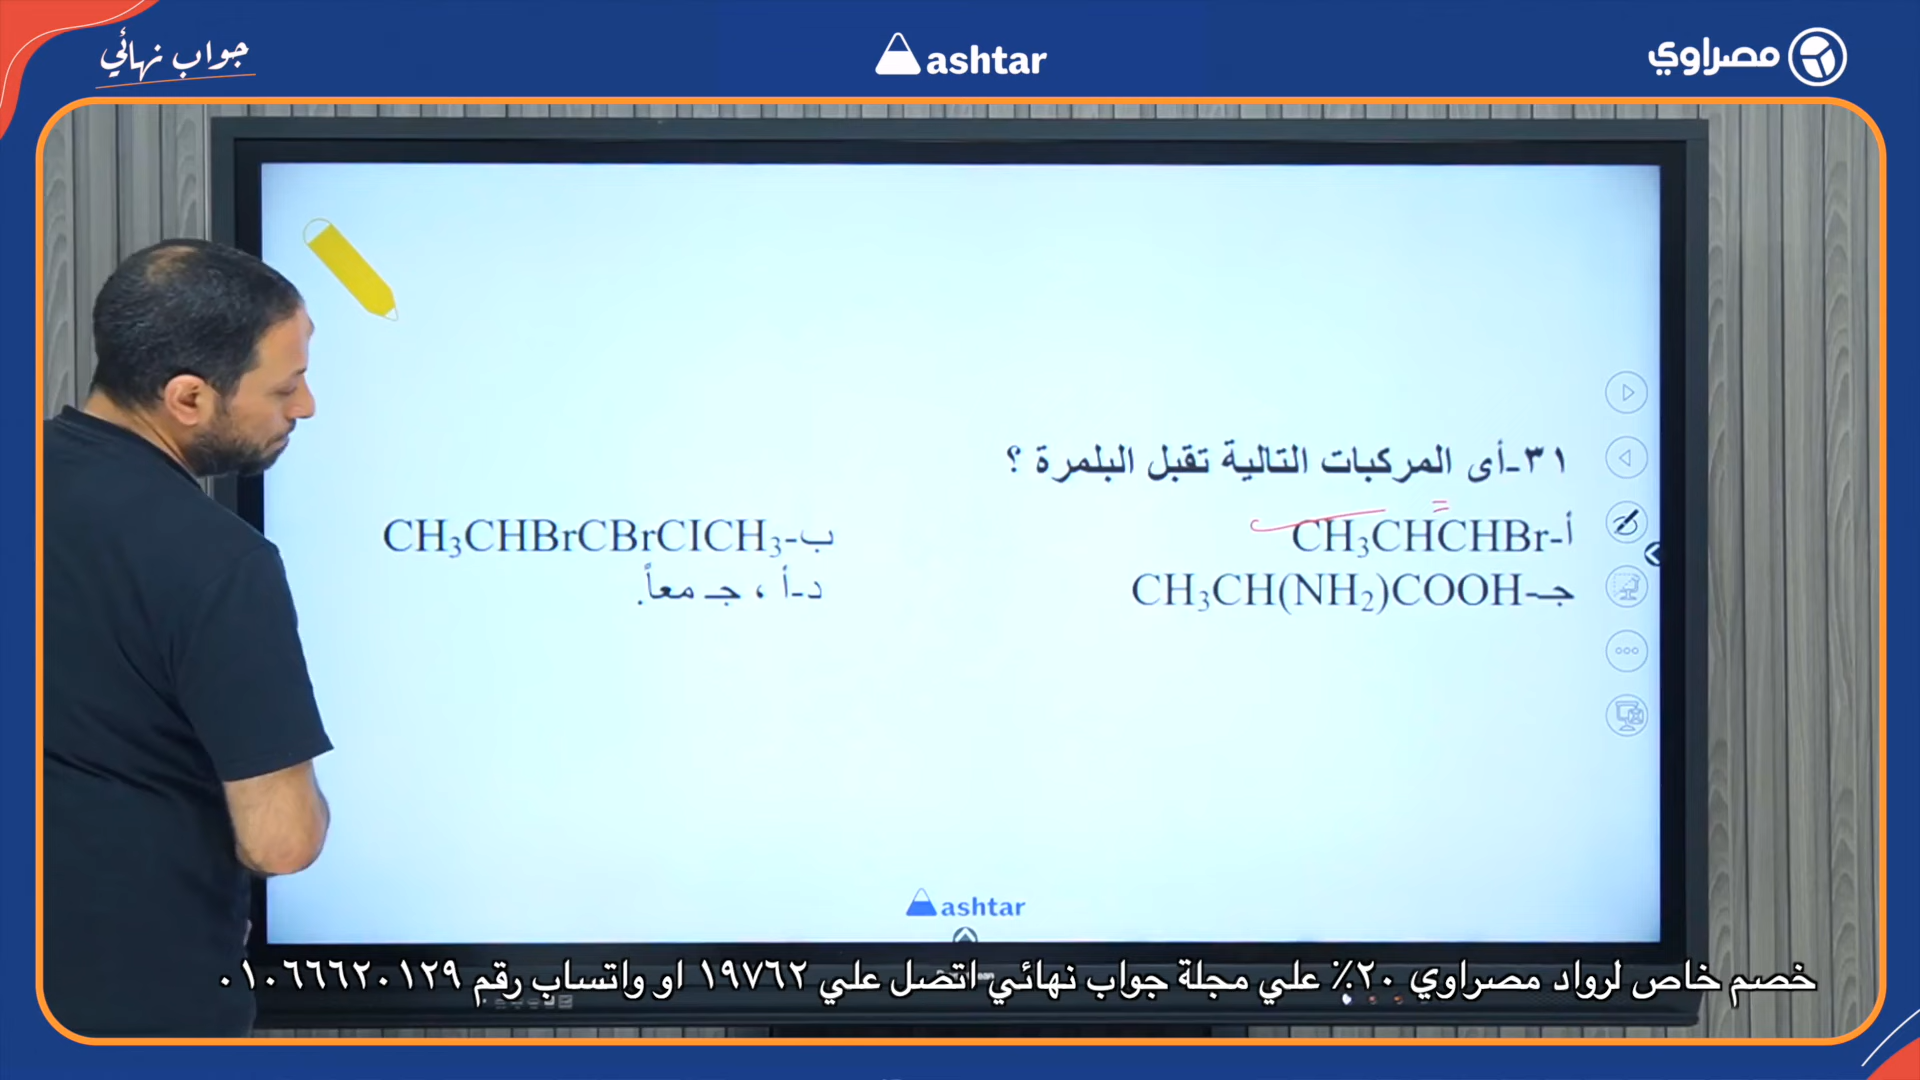 جواب نهائي
ashtar
مصراوي
٣١-أى المركبات التالية تقبل البلمرة ؟
أ-CH₃CHCHBr
ب-CH₃CHBrCBrClCH₃
جـ-CH₃CH(NH₂)COOH
د-أ ، جـ معاً.
ashtar
خصم خاص لرواد مصراوي ٢٠٪ علي مجلة جواب نهائي اتصل علي ١٩٧٦٢ او واتساب رقم ٠١٠٦٦٦٢٠١٢٩